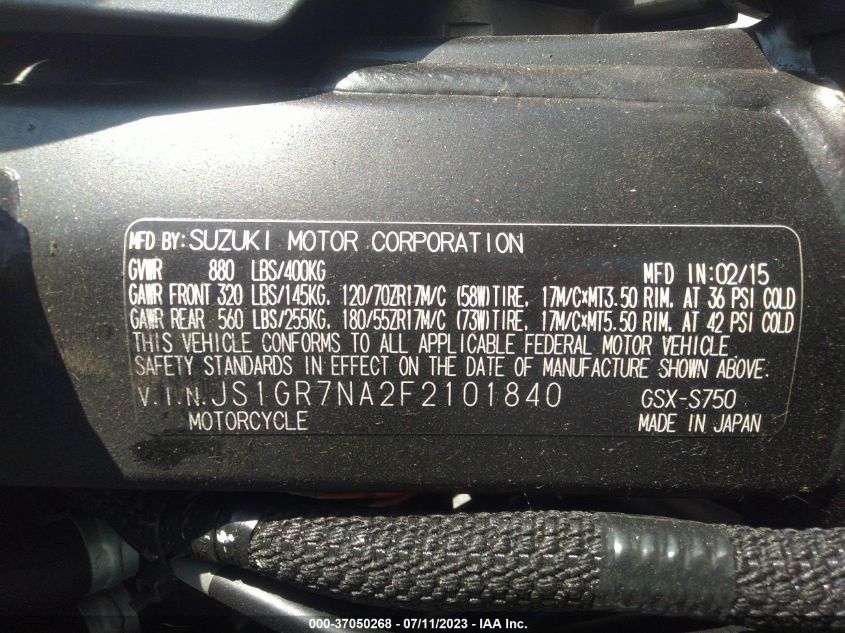 MFD BY: SUZUKI MOTOR CORPORATION
GVWR 880 LBS/400KG MFD IN:02/15
GAWR FRONT 320 LBS/145KG. 120/70ZR17M/C (58W)TIRE. 17M/C×MT3.50 RIM. AT 36 PSI COLD
GAWR REAR 560 LBS/255KG. 180/55ZR17M/C (73W)TIRE. 17M/C×MT5.50 RIM. AT 42 PSI COLD
THIS VEHICLE CONFORMS TO ALL APPLICABLE FEDERAL MOTOR VEHICLE
SAFETY STANDARDS IN EFFECT ON THE DATE OF MANUFACTURE SHOWN ABOVE.
V.I.N.JS1GR7NA2F2101840 GSX-S750
MOTORCYCLE MADE IN JAPAN
000-37050268 - 07/11/2023 - IAA Inc.